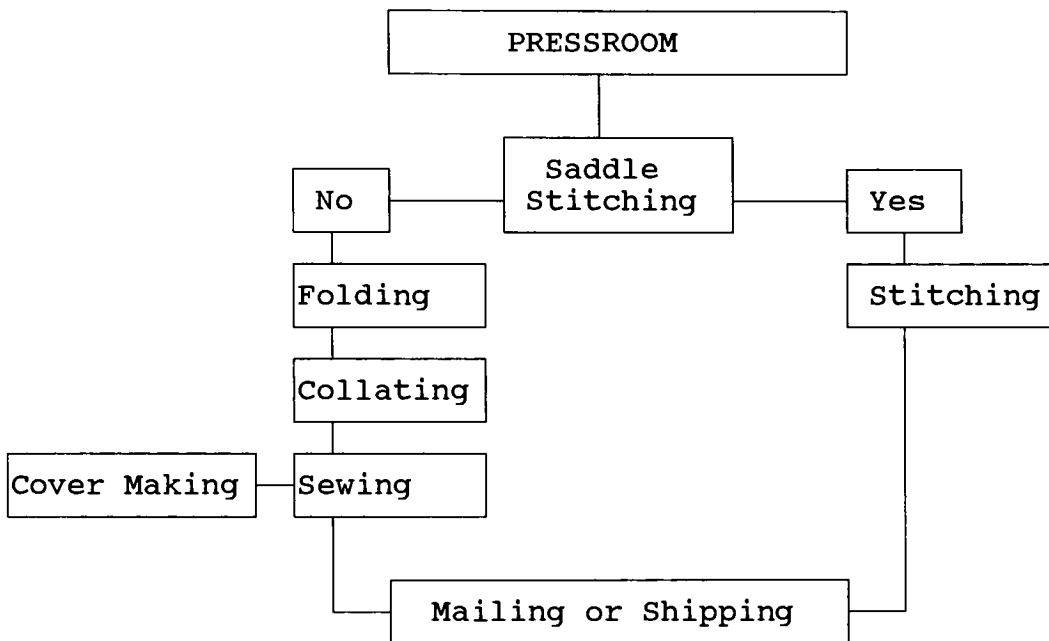 PRESSROOM
Saddle
Stitching
No
Yes
Folding
Stitching
Collating
Cover Making
Sewing
Mailing or Shipping